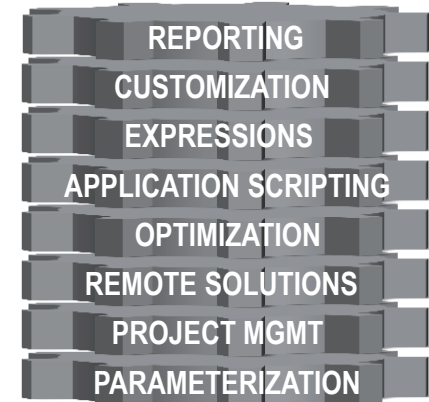 REPORTING
CUSTOMIZATION
EXPRESSIONS
APPLICATION SCRIPTING
OPTIMIZATION
REMOTE SOLUTIONS
PROJECT MGMT
PARAMETERIZATION